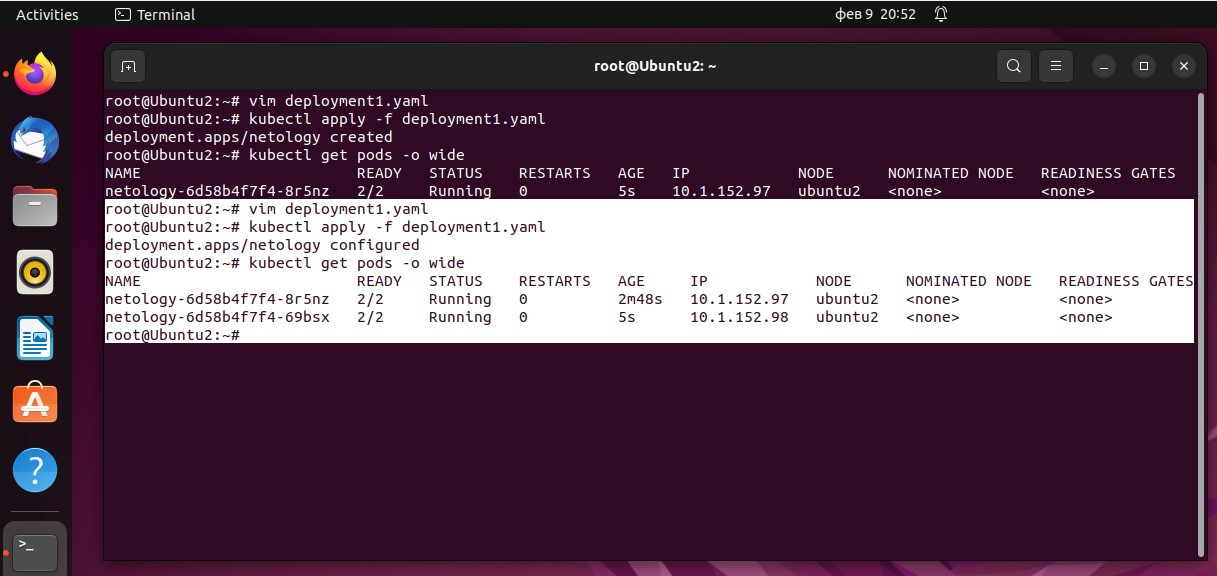 Activities Terminal фев 9 20:52
root@Ubuntu2: ~
root@Ubuntu2:~# vim deployment1.yaml
root@Ubuntu2:~# kubectl apply -f deployment1.yaml
deployment.apps/netology created
root@Ubuntu2:~# kubectl get pods -o wide
NAME                        READY   STATUS    RESTARTS   AGE   IP            NODE      NOMINATED NODE   READINESS GATES
netology-6d58b4f7f4-8r5nz   2/2     Running   0          5s    10.1.152.97   ubuntu2   <none>           <none>
root@Ubuntu2:~# vim deployment1.yaml
root@Ubuntu2:~# kubectl apply -f deployment1.yaml
deployment.apps/netology configured
root@Ubuntu2:~# kubectl get pods -o wide
NAME                        READY   STATUS    RESTARTS   AGE     IP            NODE      NOMINATED NODE   READINESS GATES
netology-6d58b4f7f4-8r5nz   2/2     Running   0          2m48s   10.1.152.97   ubuntu2   <none>           <none>
netology-6d58b4f7f4-69bsx   2/2     Running   0          5s      10.1.152.98   ubuntu2   <none>           <none>
root@Ubuntu2:~#